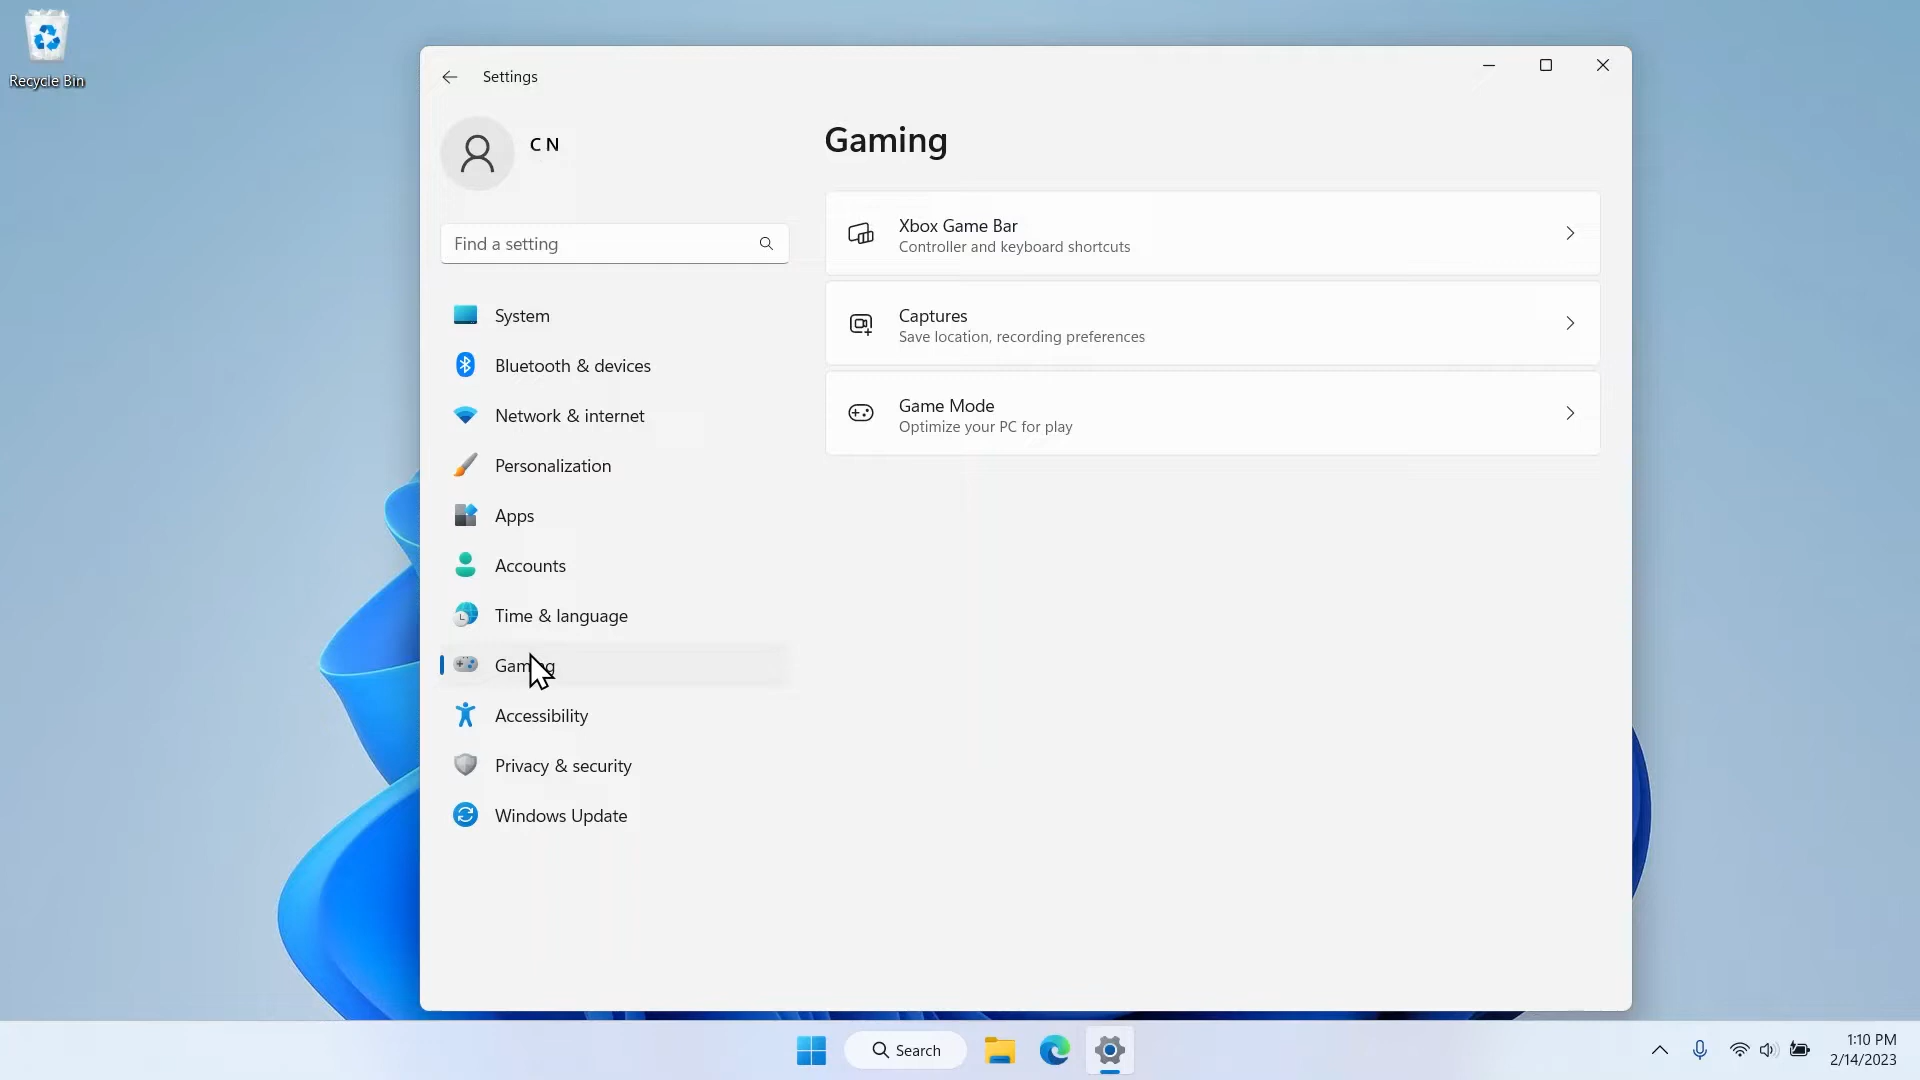 Recycle Bin
Settings
C N
Find a setting
System
Bluetooth & devices
Network & internet
Personalization
Apps
Accounts
Time & language
Gaming
Accessibility
Privacy & security
Windows Update
Gaming
Xbox Game Bar
Controller and keyboard shortcuts
Captures
Save location, recording preferences
Game Mode
Optimize your PC for play
Search
1:10 PM
2/14/2023